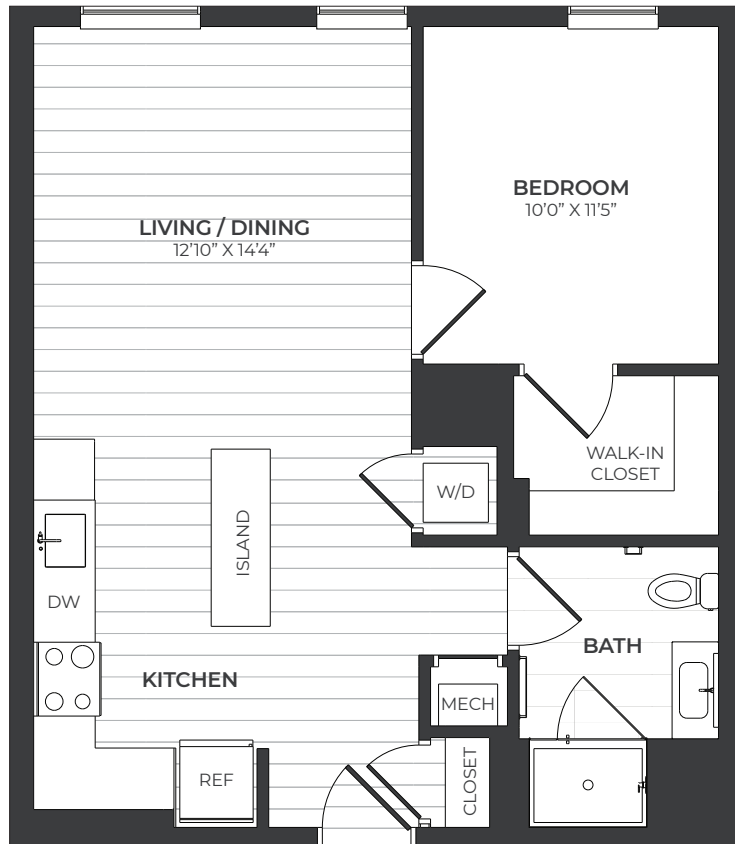 BEDROOM
10’0” X 11’5”
LIVING / DINING
12’10” X 14’4”
WALK-IN
CLOSET
W/D
ISLAND
DW
BATH
KITCHEN
MECH
REF
CLOSET